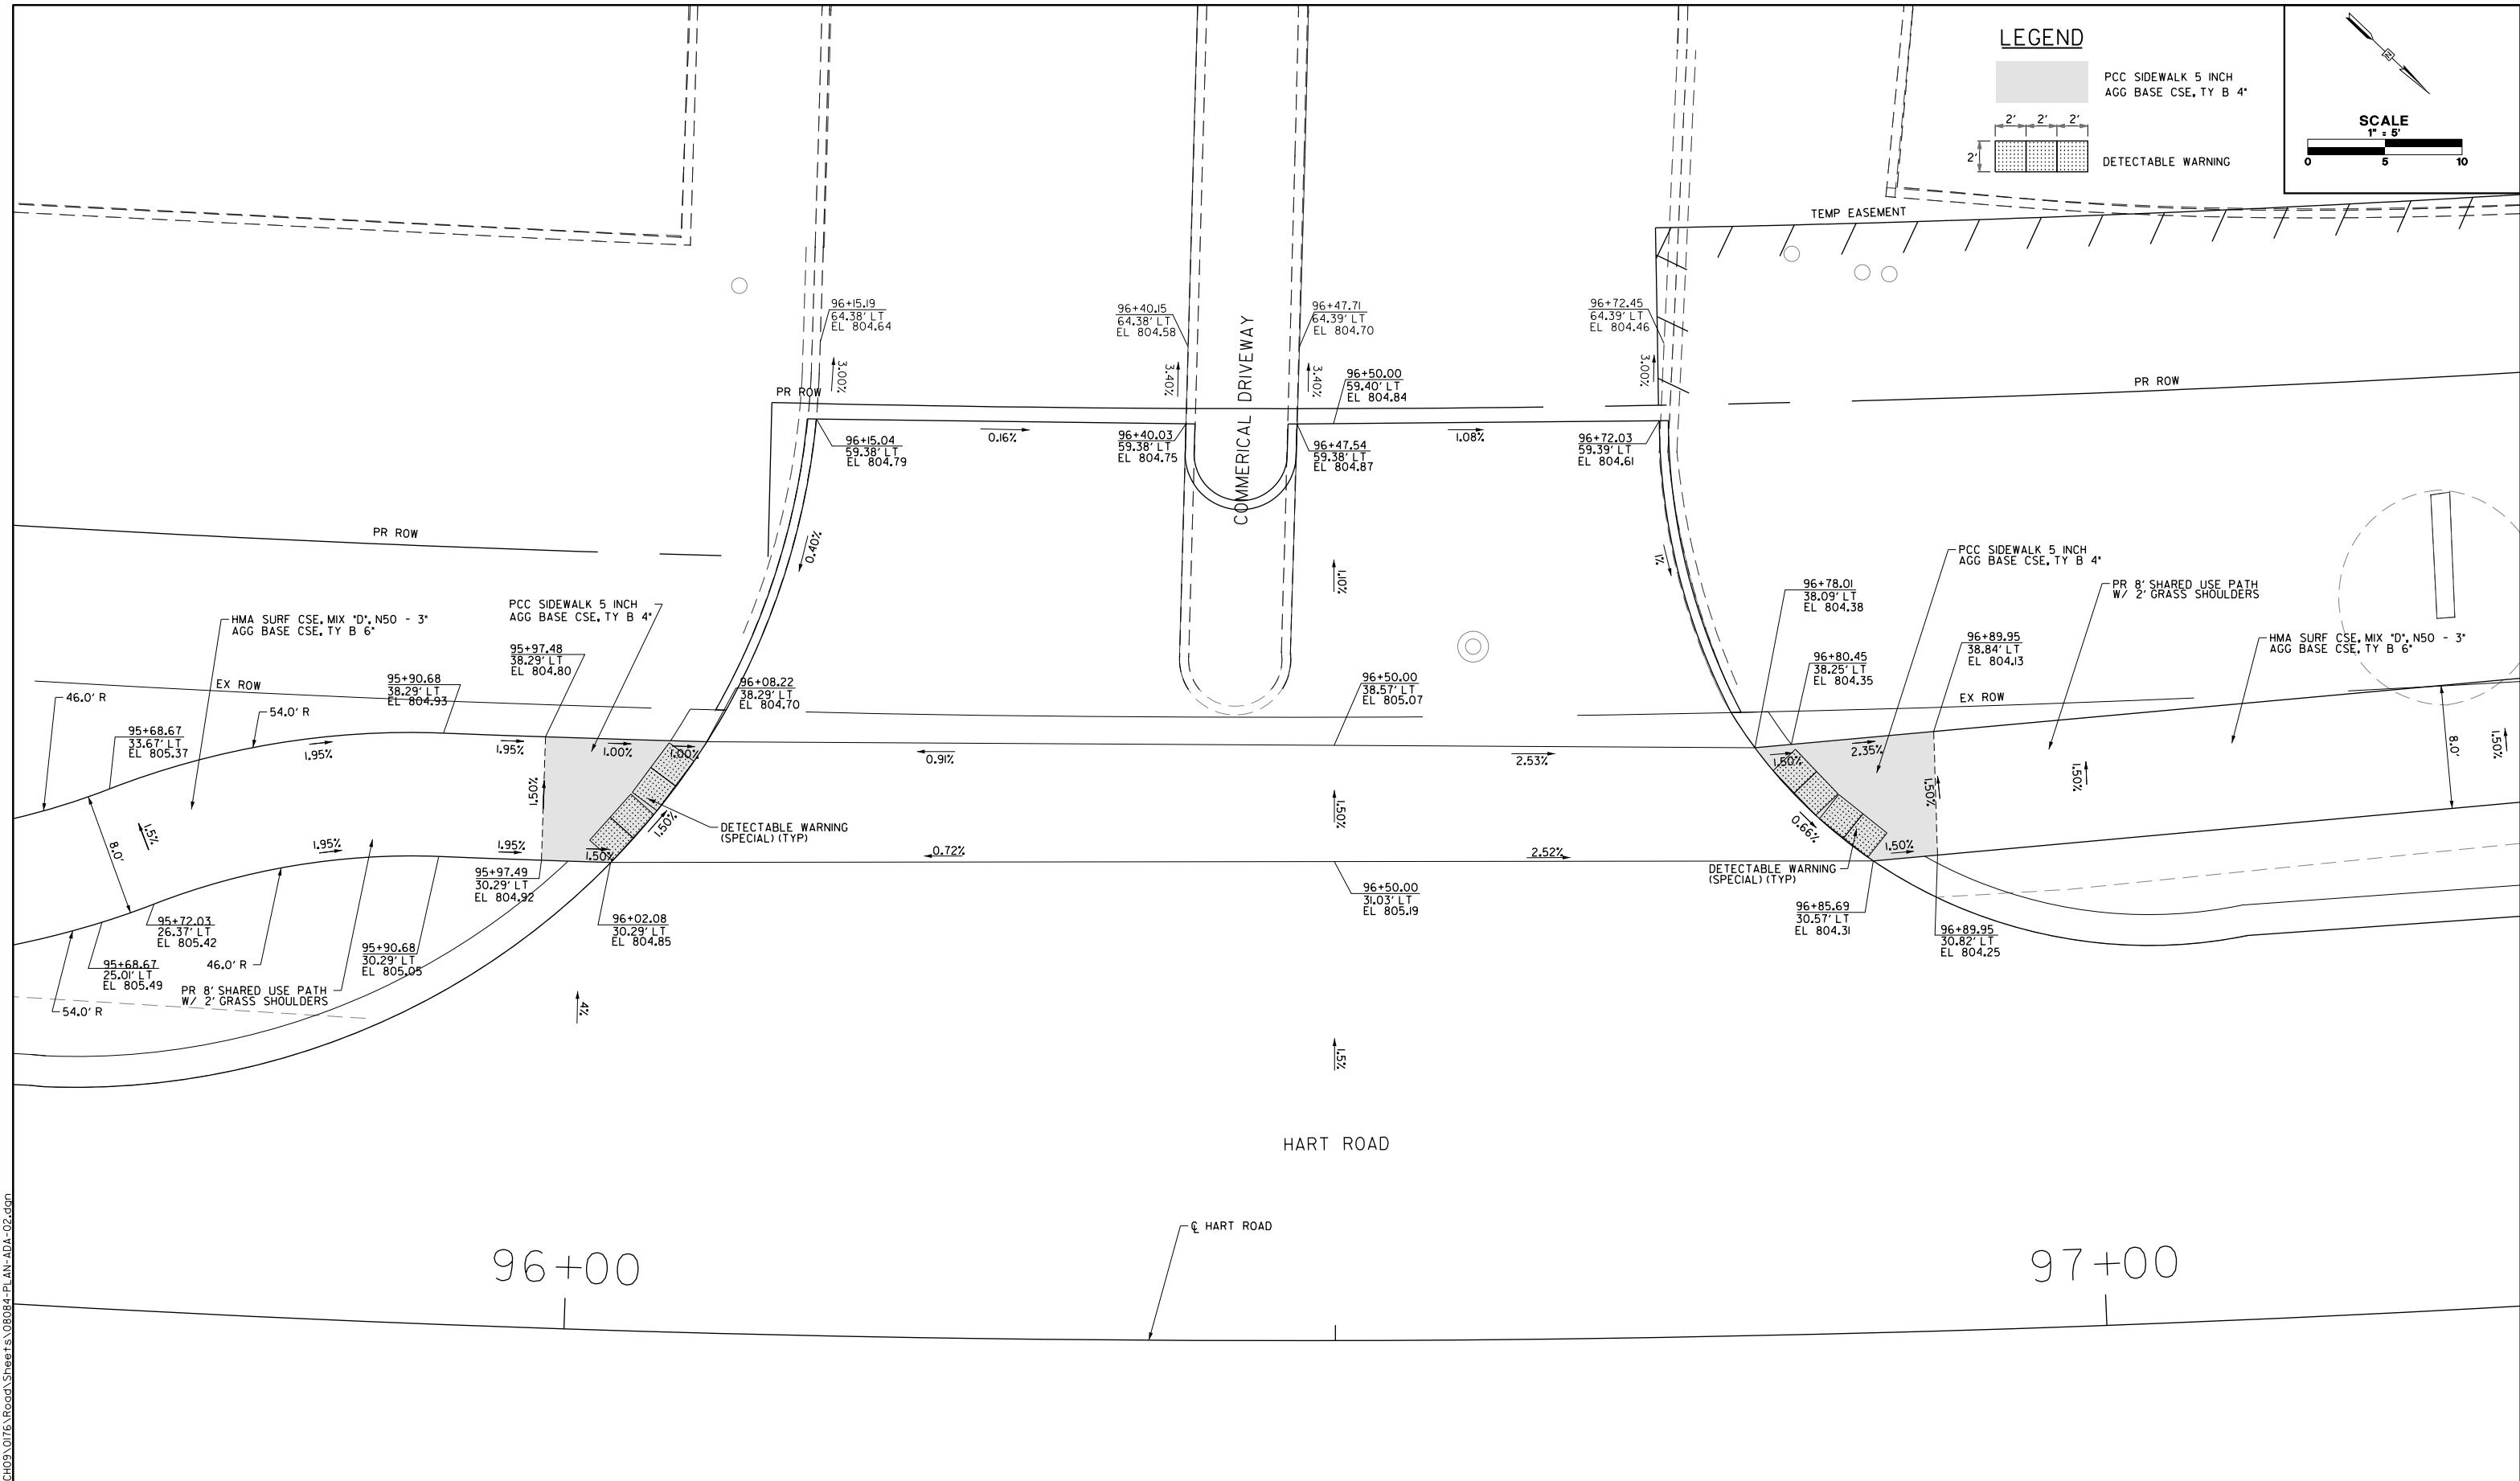 LEGEND
PCC SIDEWALK 5 INCH
AGG BASE CSE, TY B 4"
2' 2' 2'
2'
DETECTABLE WARNING
N
SCALE
1" = 5'
0 5 10
TEMP EASEMENT
96+15.19
64.38' LT
EL 804.64
96+40.15
64.38' LT
EL 804.58
96+47.71
64.39' LT
EL 804.70
96+72.45
64.39' LT
EL 804.46
3.00%
3.40%
3.40%
3.00%
COMMERICAL DRIVEWAY
96+50.00
59.40' LT
EL 804.84
PR ROW
PR ROW
96+15.04
59.38' LT
EL 804.79
0.16%
96+40.03
59.38' LT
EL 804.75
96+47.54
59.38' LT
EL 804.87
1.08%
96+72.03
59.39' LT
EL 804.61
PR ROW
0.40%
1.10%
1%
PCC SIDEWALK 5 INCH
AGG BASE CSE, TY B 4"
PR 8' SHARED USE PATH
W/ 2' GRASS SHOULDERS
96+78.01
38.09' LT
EL 804.38
HMA SURF CSE, MIX "D", N50 - 3"
AGG BASE CSE, TY B 6"
PCC SIDEWALK 5 INCH
AGG BASE CSE, TY B 4"
95+97.48
38.29' LT
EL 804.80
96+89.95
38.84' LT
EL 804.13
HMA SURF CSE, MIX "D", N50 - 3"
AGG BASE CSE, TY B 6"
96+80.45
38.25' LT
EL 804.35
EX ROW
95+90.68
38.29' LT
EL 804.93
96+08.22
38.29' LT
EL 804.70
96+50.00
38.57' LT
EL 805.07
EX ROW
46.0' R
54.0' R
95+68.67
33.67' LT
EL 805.37
1.95%
1.95%
1.00%
1.00%
0.91%
2.53%
1.50%
2.35%
8.0'
1.50%
1.50%
1.50%
1.50%
1.50%
1.5%
8.0'
1.50%
0.66%
DETECTABLE WARNING
(SPECIAL) (TYP)
1.95%
1.95%
1.50%
0.72%
2.52%
1.50%
DETECTABLE WARNING
(SPECIAL) (TYP)
95+97.49
30.29' LT
EL 804.92
96+50.00
31.03' LT
EL 805.19
96+85.69
30.57' LT
EL 804.31
96+02.08
30.29' LT
EL 804.85
95+72.03
26.37' LT
EL 805.42
96+89.95
30.82' LT
EL 804.25
95+90.68
30.29' LT
EL 805.05
95+68.67
25.01' LT
EL 805.49
46.0' R
PR 8' SHARED USE PATH
W/ 2' GRASS SHOULDERS
54.0' R
4%
1.5%
HART ROAD
℄ HART ROAD
96+00
97+00
CH09\0176\Road\Sheets\08084-PLAN-ADA-02.dgn